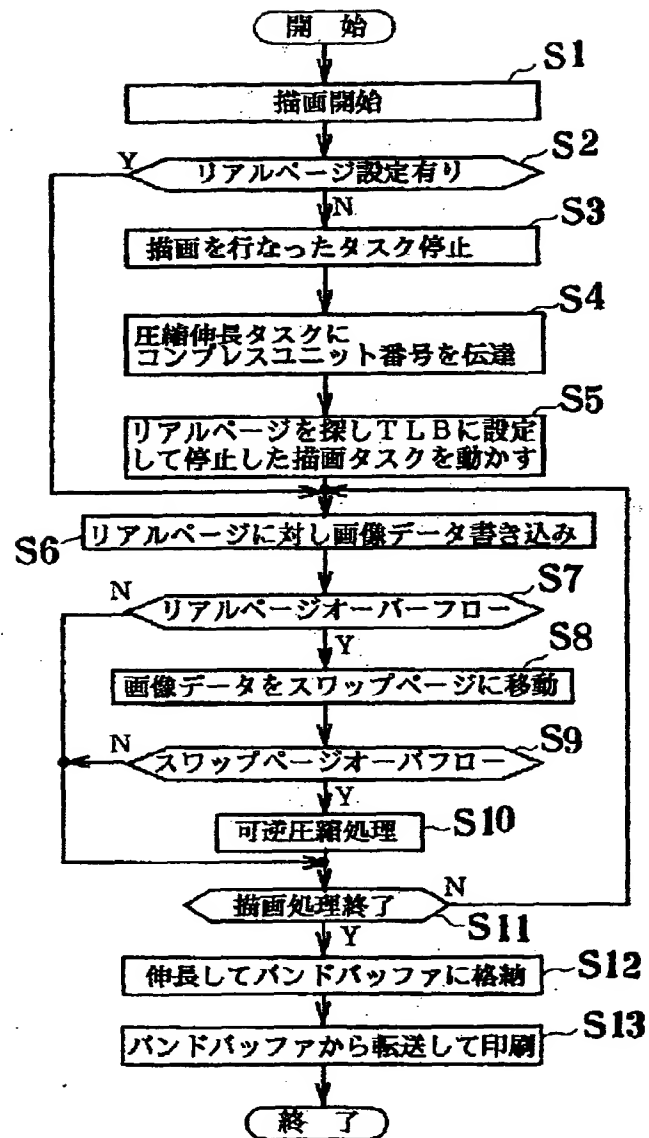 開 始
S1
描画開始
S2
Y
リアルページ設定有り
N
S3
描画を行なったタスク停止
S4
圧縮伸長タスクに
コンプレスユニット番号を伝達
S5
リアルページを探しTLBに設定
して停止した描画タスクを動かす
S6
リアルページに対し画像データ書き込み
S7
N
リアルページオーバーフロー
Y
S8
画像データをスワップページに移動
S9
N
スワップページオーバフロー
Y
可逆圧縮処理
S10
N
描画処理終了
S11
Y
伸長してバンドバッファに格納
S12
バンドバッファから転送して印刷
S13
終 了